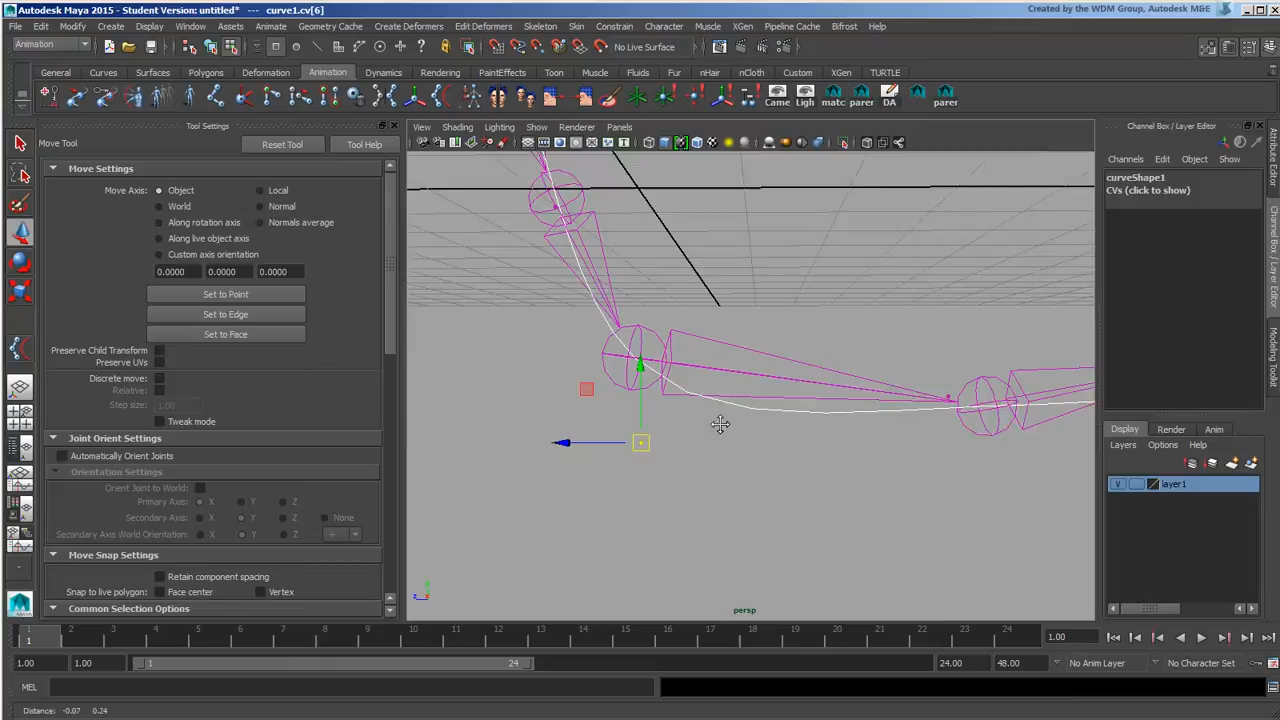 Autodesk Maya 2015 - Student Version: untitled* --- curve1.cv[6]
Created by the WDM Group, Autodesk M&E
File Edit Modify Create Display Window Assets Animate Geometry Cache Create Deformers Edit Deformers Skeleton Skin Constrain Character Muscle XGen Pipeline Cache Bifrost Help
Animation
No Live Surface
General Curves Surfaces Polygons Deformation Animation Dynamics Rendering PaintEffects Toon Muscle Fluids Fur nHair nCloth Custom XGen TURTLE
Came Ligh matc parer DA parer
Tool Settings
Move Tool Reset Tool Tool Help
Move Settings
Move Axis: Object Local
World Normal
Along rotation axis Normals average
Along live object axis
Custom axis orientation
0.0000 0.0000 0.0000
Set to Point
Set to Edge
Set to Face
Preserve Child Transform
Preserve UVs
Discrete move:
Relative:
Step size: 1.00
Tweak mode
Joint Orient Settings
Automatically Orient Joints
Orientation Settings
Orient Joint to World:
Primary Axis: X Y Z
Secondary Axis: X Y Z None
Secondary Axis World Orientation: X Y Z +
Move Snap Settings
Retain component spacing
Snap to live polygon: Face center Vertex
Common Selection Options
View Shading Lighting Show Renderer Panels
persp
Channel Box / Layer Editor
Channels Edit Object Show
curveShape1
CVs (click to show)
Display Render Anim
Layers Options Help
V layer1
Attribute Editor
Channel Box / Layer Editor
Modeling Toolkit
1 2 3 4 5 6 7 8 9 10 11 12 13 14 15 16 17 18 19 20 21 22 23 24
1
1.00
1.00 1.00 1 24 24.00 48.00 No Anim Layer No Character Set
MEL
Distance: -0.07 0.24